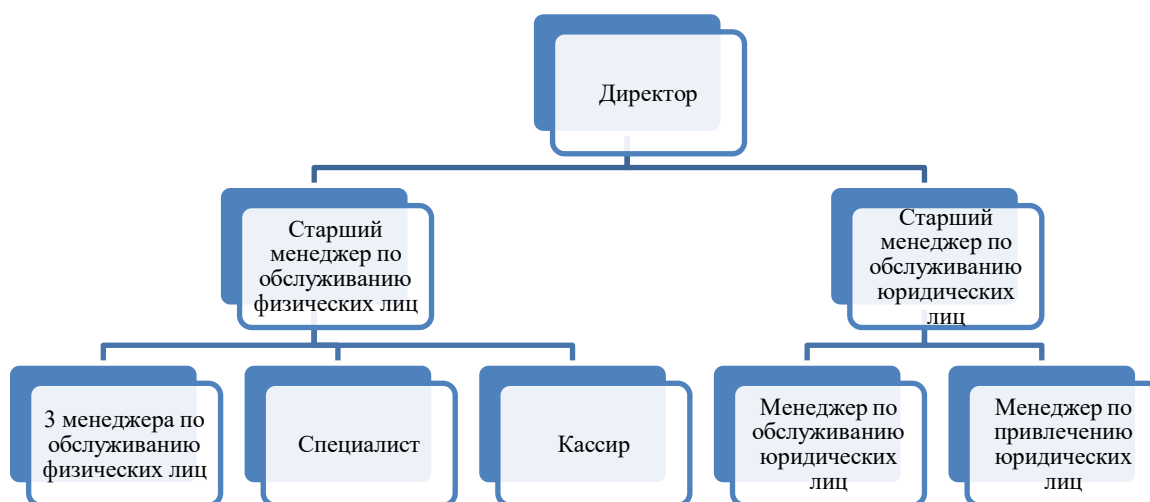 Директор
Старший
менеджер по
обслуживанию
физических лиц
Старший
менеджер по
обслуживанию
юридических
лиц
3 менеджера по
обслуживанию
физических лиц
Специалист
Кассир
Менеджер по
обслуживанию
юридических
лиц
Менеджер по
привлечению
юридических
лиц